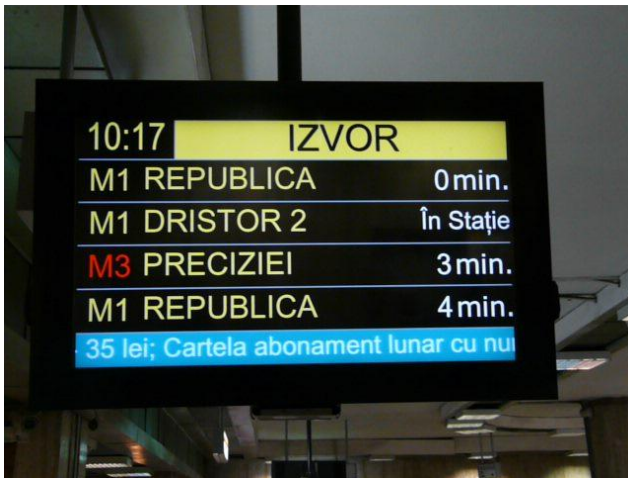 10:17 IZVOR
M1 REPUBLICA 0 min.
M1 DRISTOR 2 În Stație
M3 PRECIZIEI 3 min.
M1 REPUBLICA 4 min.
35 lei; Cartela abonament lunar cu